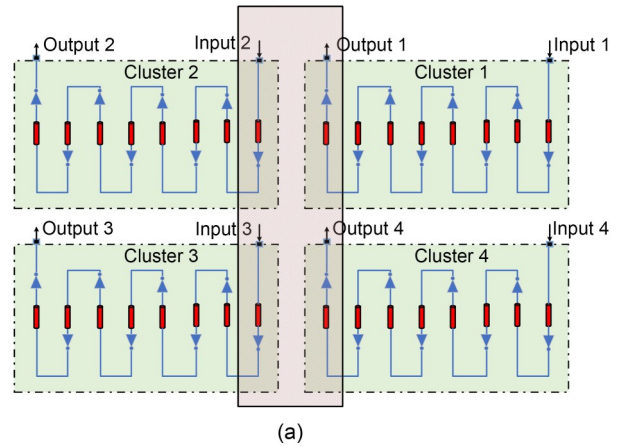 Output 2 Input 2 Output 1 Input 1
Cluster 2 Cluster 1
Output 3 Input 3 Output 4 Input 4
Cluster 3 Cluster 4
(a)